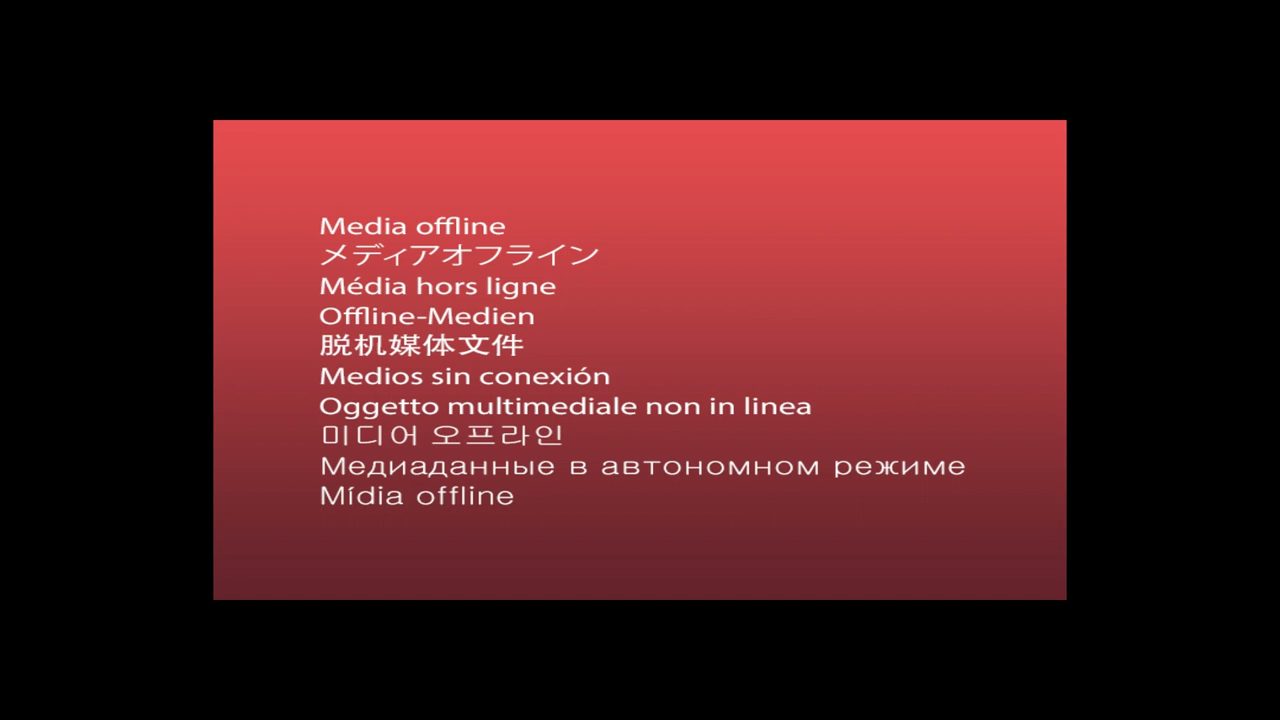 Media offline
メディアオフライン
Média hors ligne
Offline-Medien
脱机媒体文件
Medios sin conexión
Oggetto multimediale non in linea
미디어 오프라인
Медиаданные в автономном режиме
Mídia offline